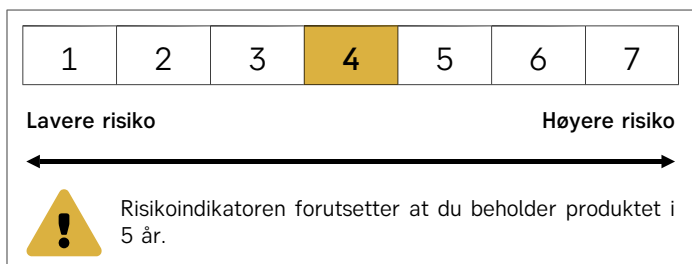 1 2 3 4 5 6 7
Lavere risiko Høyere risiko
Risikoindikatoren forutsetter at du beholder produktet i
5 år.